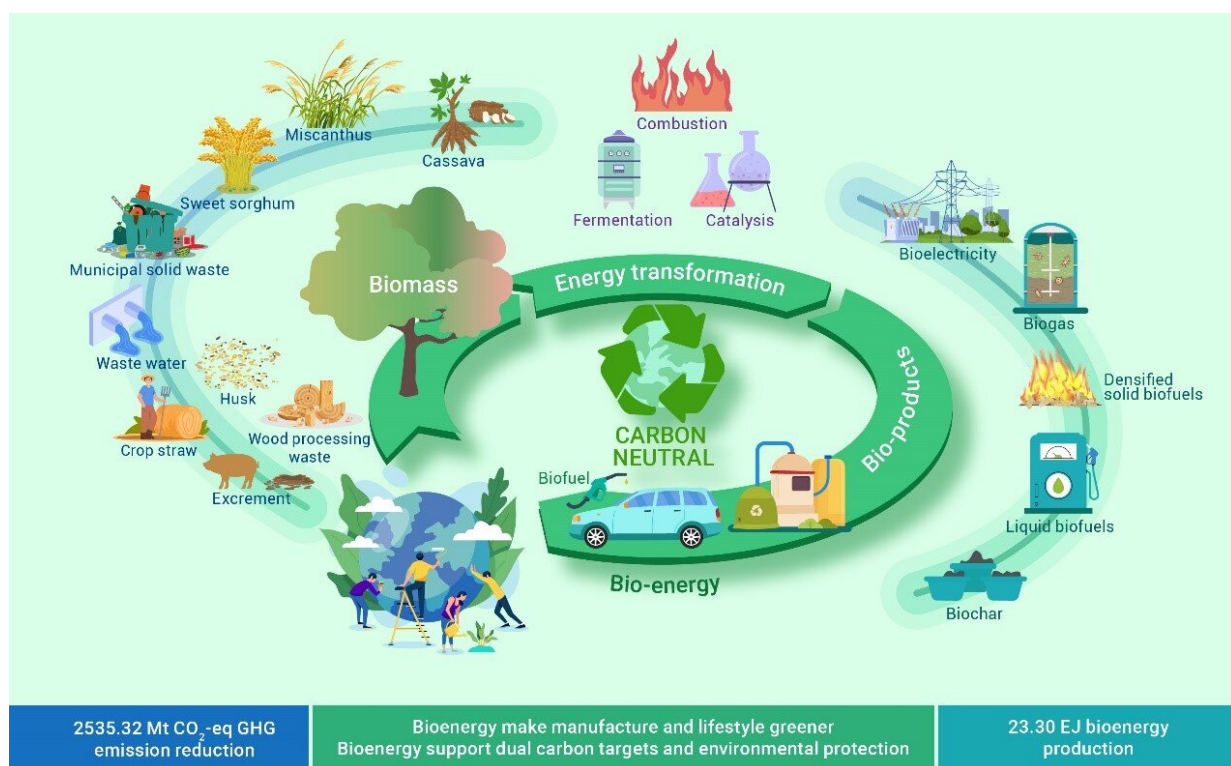 Miscanthus
Cassava
Sweet sorghum
Municipal solid waste
Waste water
Husk
Crop straw
Wood processing
waste
Excrement
Biomass
Combustion
Fermentation
Catalysis
Energy transformation
CARBON
NEUTRAL
Bio-products
Biofuel
Bio-energy
Bioelectricity
Biogas
Densified
solid biofuels
Liquid biofuels
Biochar
2535.32 Mt CO₂-eq GHG
emission reduction
Bioenergy make manufacture and lifestyle greener
Bioenergy support dual carbon targets and environmental protection
23.30 EJ bioenergy
production